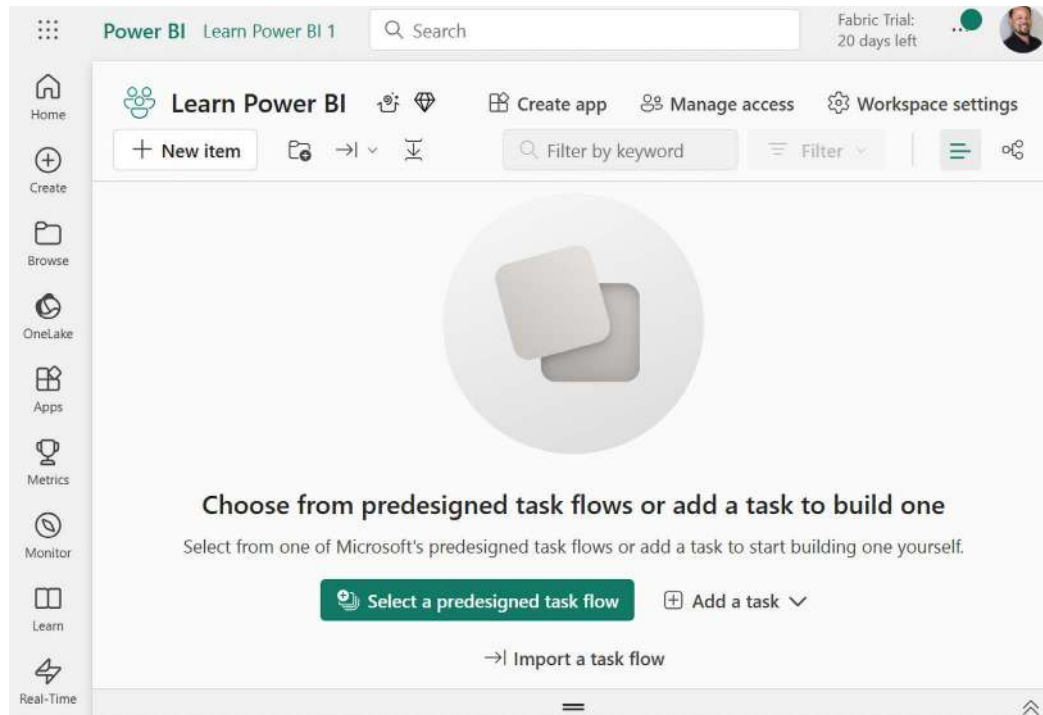 Power BI Learn Power BI 1 Search Fabric Trial:
20 days left
Home
Create
Browse
OneLake
Apps
Metrics
Monitor
Learn
Real-Time
Learn Power BI Create app Manage access Workspace settings
New item Filter by keyword Filter
Choose from predesigned task flows or add a task to build one
Select from one of Microsoft's predesigned task flows or add a task to start building one yourself.
Select a predesigned task flow Add a task
Import a task flow